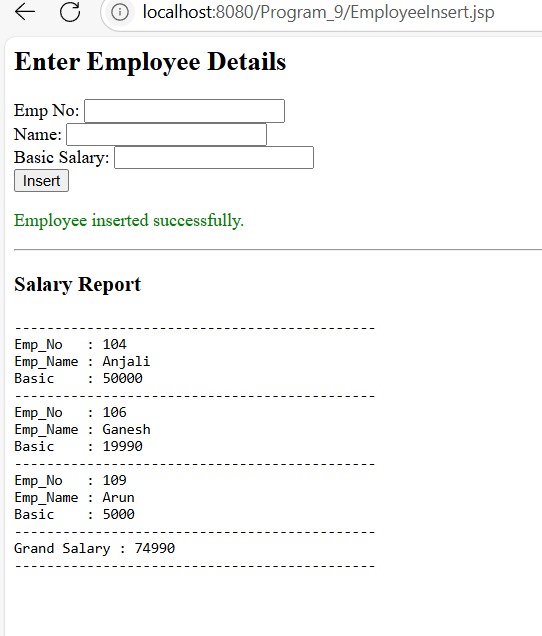 localhost:8080/Program_9/EmployeeInsert.jsp
Enter Employee Details
Emp No:
Name:
Basic Salary:
Insert
Employee inserted successfully.
Salary Report
---------------------------------------------
Emp_No   : 104
Emp_Name : Anjali
Basic    : 50000
---------------------------------------------
Emp_No   : 106
Emp_Name : Ganesh
Basic    : 19990
---------------------------------------------
Emp_No   : 109
Emp_Name : Arun
Basic    : 5000
---------------------------------------------
Grand Salary : 74990
---------------------------------------------